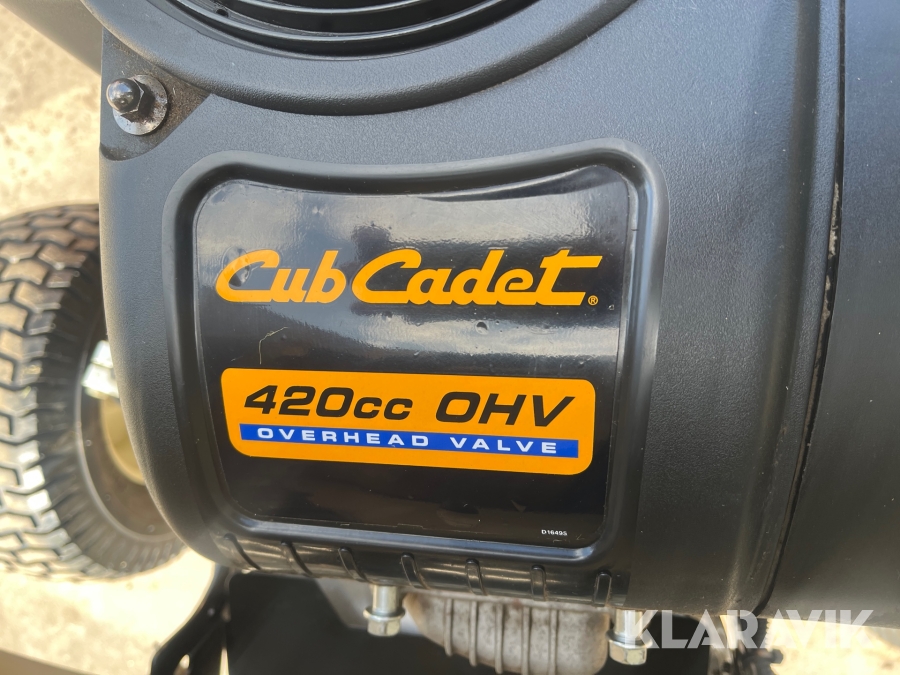 Cub Cadet®
420cc OHV
OVERHEAD VALVE
D16495
KLARAVIK